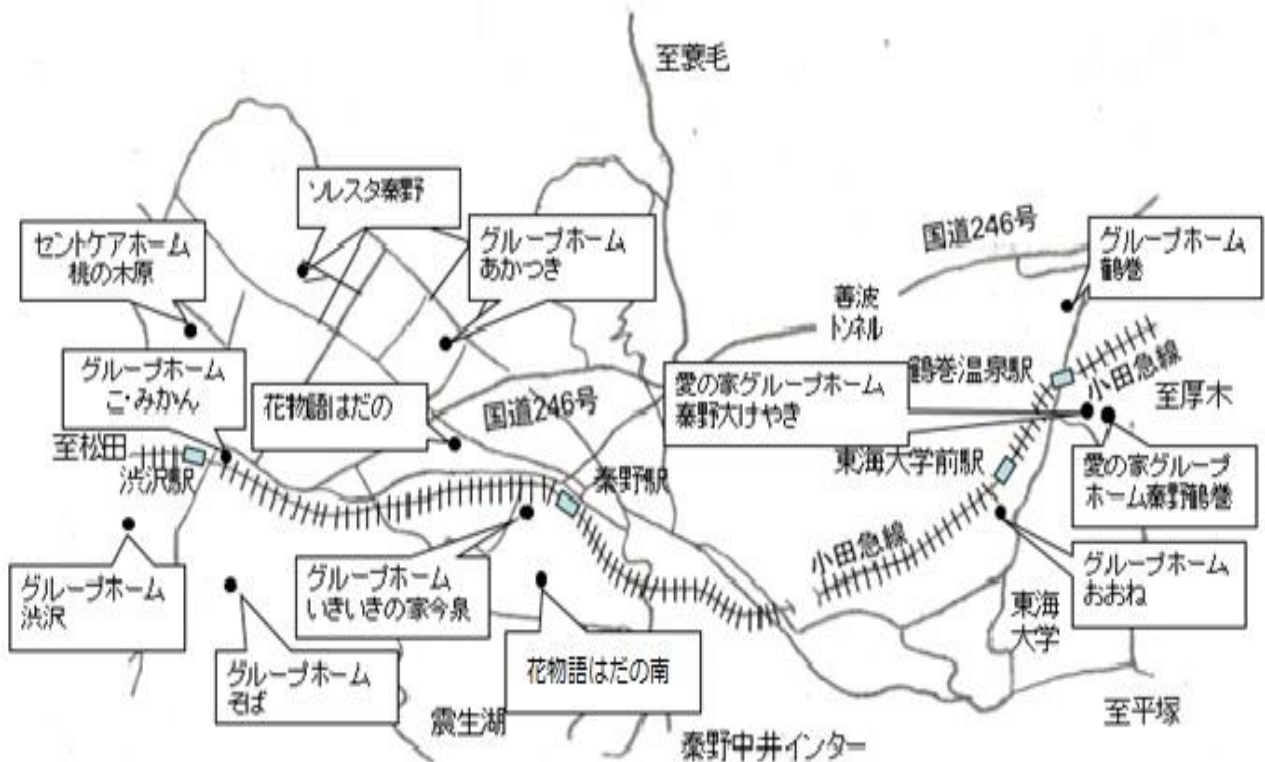 至蓑毛
ソレスタ秦野
国道246号
グループホーム
鶴巻
セントケアホーム
桃の木原
グループホーム
あかつき
善波
トンネル
グループホーム
こ・みかん
花物語はだの
国道246号
愛の家グループホーム
秦野大けやき
鶴巻温泉駅
小田急線
至厚木
至松田
渋沢駅
秦野駅
東海大学前駅
愛の家グループ
ホーム秦野鶴巻
グループホーム
渋沢
グループホーム
いきいきの家今泉
小田急線
グループホーム
おおね
東海
大学
グループホーム
そば
花物語はだの南
震生湖
秦野中井インター
至平塚